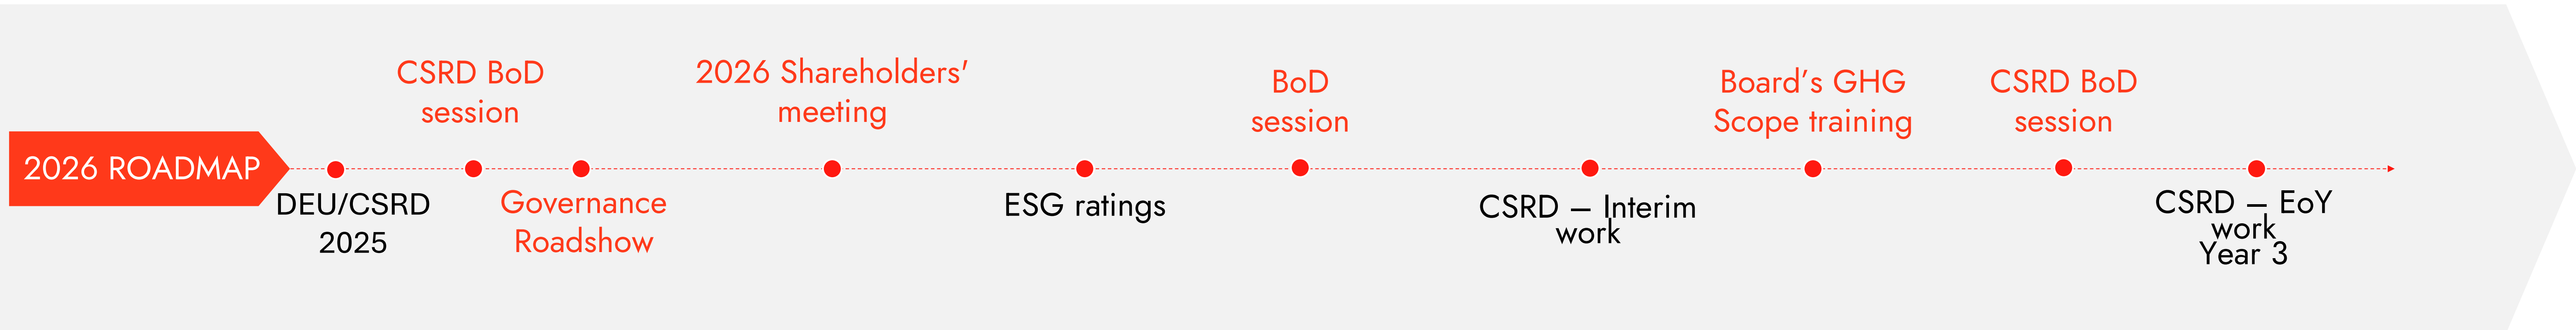 2026 ROADMAP
DEU/CSRD
2025
CSRD BoD
session
Governance
Roadshow
2026 Shareholders'
meeting
ESG ratings
BoD
session
CSRD – Interim
work
Board’s GHG
Scope training
CSRD BoD
session
CSRD – EoY
work
Year 3